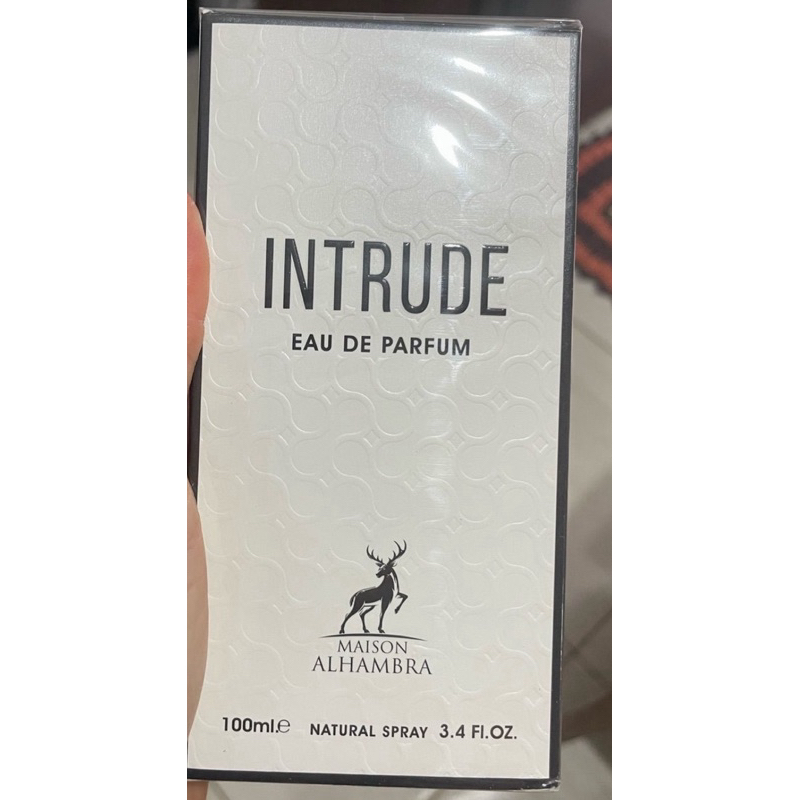 INTRUDE
EAU DE PARFUM
MAISON
ALHAMBRA
100ml.e NATURAL SPRAY 3.4 Fl.OZ.